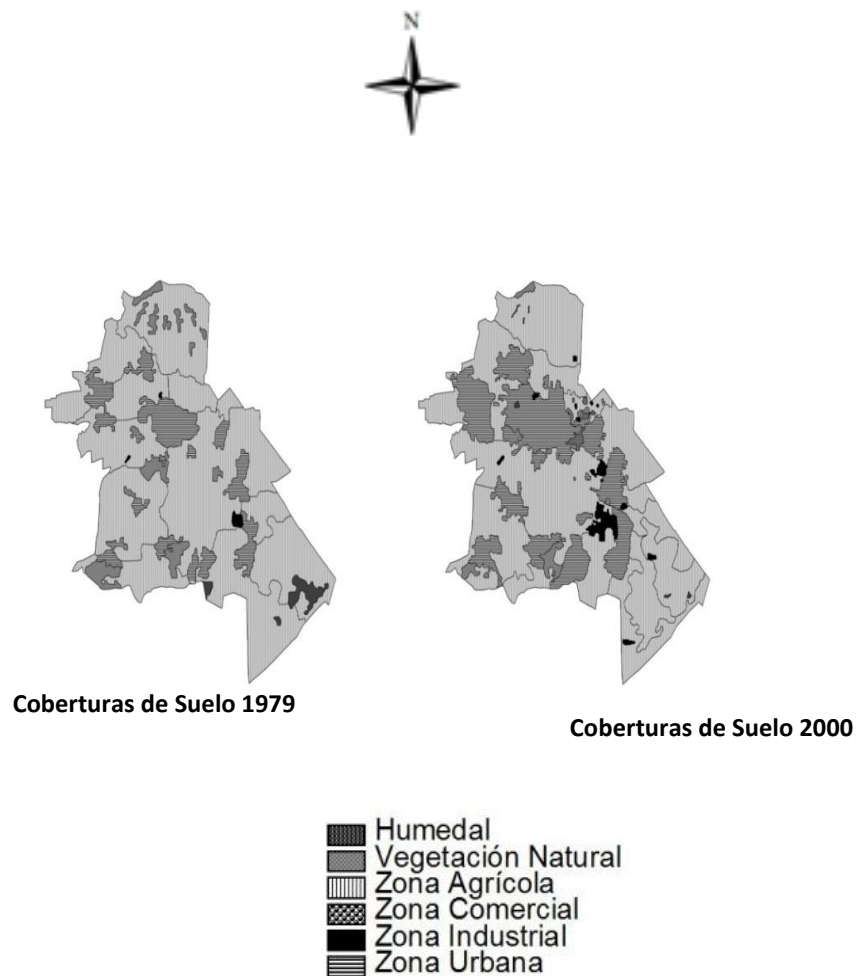 N
Coberturas de Suelo 1979
Coberturas de Suelo 2000
Humedal
Vegetación Natural
Zona Agrícola
Zona Comercial
Zona Industrial
Zona Urbana